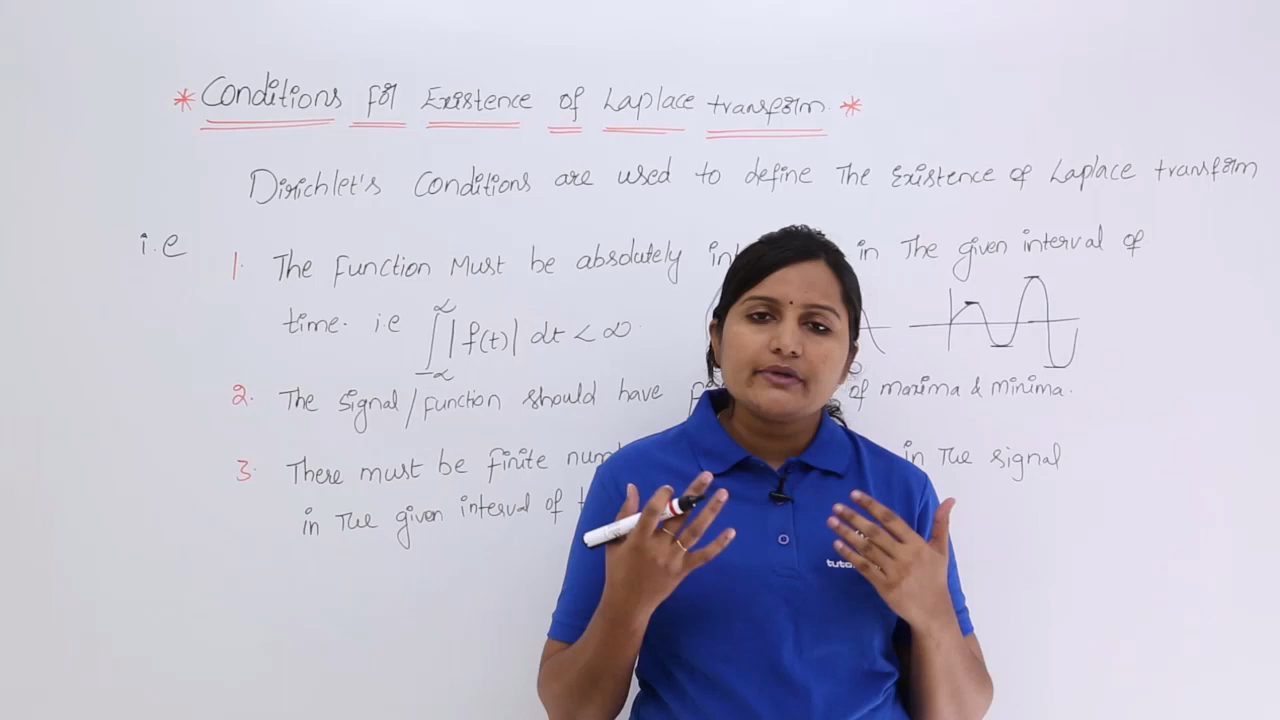 * Conditions for Existence of Laplace transform. *
Dirichlet's Conditions are used to define The Existence of Laplace transform
i.e
1. The function Must be absolutely in The given interval of
time. i.e ∫_{-∞}^{∞} |f(t)| dt < ∞.
2. The signal/function should have of maxima & minima.
3. There must be finite in The signal
in The given interval of